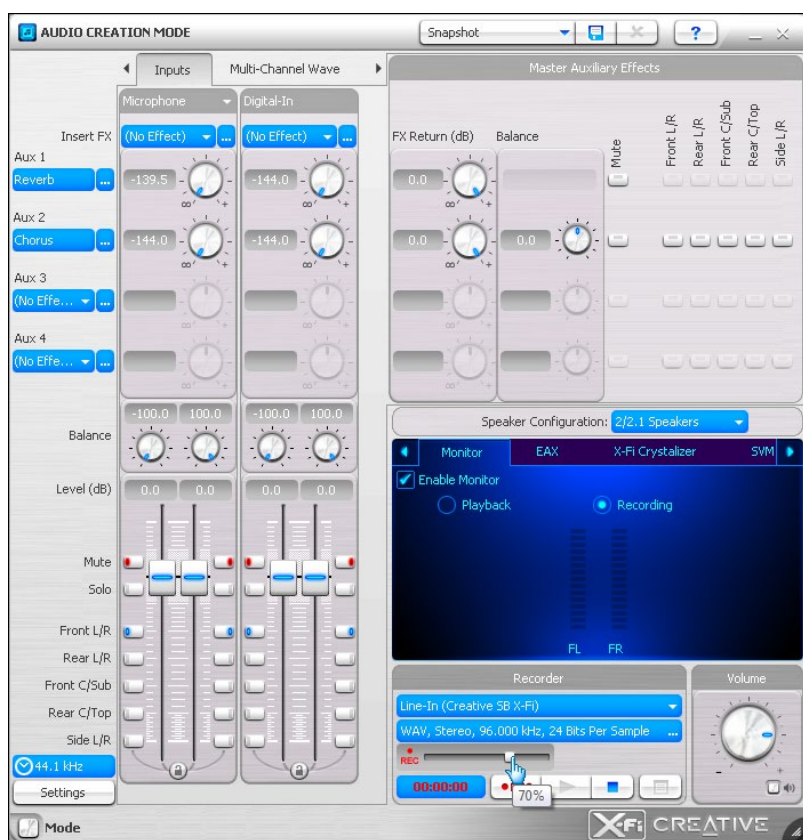 AUDIO CREATION MODE
Snapshot
?
Inputs
Multi-Channel Wave
Master Auxiliary Effects
Microphone
Digital-In
Insert FX
(No Effect) ...
(No Effect) ...
FX Return (dB)
Balance
Mute
Front L/R
Rear L/R
Front C/Sub
Rear C/Top
Side L/R
Aux 1
Reverb ...
-139.5
-144.0
0.0
∞ +
∞ +
∞ +
Aux 2
Chorus ...
-144.0
-144.0
0.0
0.0
∞ +
∞ +
∞ +
- +
Aux 3
(No Effe... ...
∞ +
∞ +
∞ +
- +
Aux 4
(No Effe... ...
∞ +
∞ +
∞ +
- +
Balance
-100.0 100.0
-100.0 100.0
Speaker Configuration: 2/2.1 Speakers
Monitor
EAX
X-Fi Crystalizer
SVM
Enable Monitor
Playback
Recording
FL
FR
Level (dB)
0.0 0.0
0.0 0.0
Mute
Solo
Front L/R
Rear L/R
Front C/Sub
Rear C/Top
Side L/R
44.1 kHz
Settings
Recorder
Line-In (Creative SB X-Fi)
WAV, Stereo, 96.000 kHz, 24 Bits Per Sample ...
REC
00:00:00
70%
Volume
- +
Mode
X-Fi CREATIVE